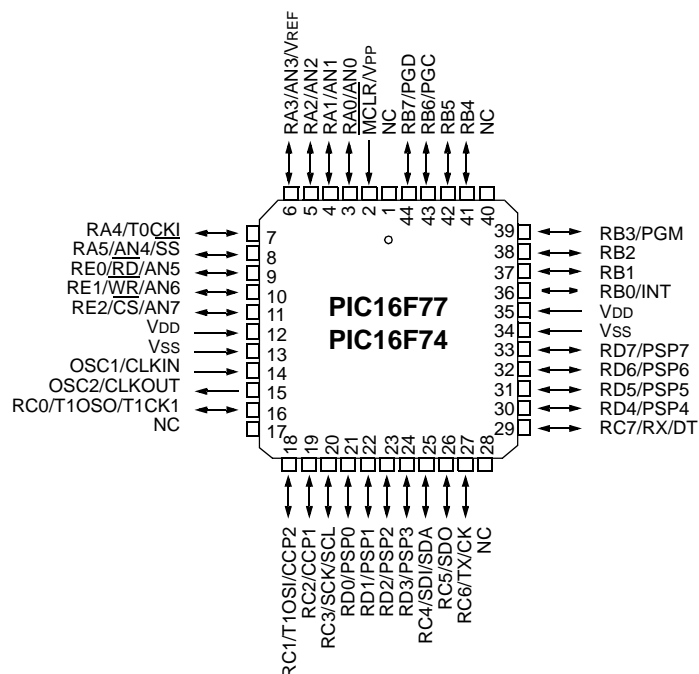 RA3/AN3/VREF
RA2/AN2
RA1/AN1
RA0/AN0
MCLR/VPP
NC
RB7/PGD
RB6/PGC
RB5
RB4
NC
6
5
4
3
2
1
44
43
42
41
40
RA4/T0CKI
RA5/AN4/SS
RE0/RD/AN5
RE1/WR/AN6
RE2/CS/AN7
VDD
VSS
OSC1/CLKIN
OSC2/CLKOUT
RC0/T1OSO/T1CK1
NC
7
8
9
10
11
12
13
14
15
16
17
PIC16F77
PIC16F74
39
38
37
36
35
34
33
32
31
30
29
RB3/PGM
RB2
RB1
RB0/INT
VDD
VSS
RD7/PSP7
RD6/PSP6
RD5/PSP5
RD4/PSP4
RC7/RX/DT
18
19
20
21
22
23
24
25
26
27
28
RC1/T1OSI/CCP2
RC2/CCP1
RC3/SCK/SCL
RD0/PSP0
RD1/PSP1
RD2/PSP2
RD3/PSP3
RC4/SDI/SDA
RC5/SDO
RC6/TX/CK
NC